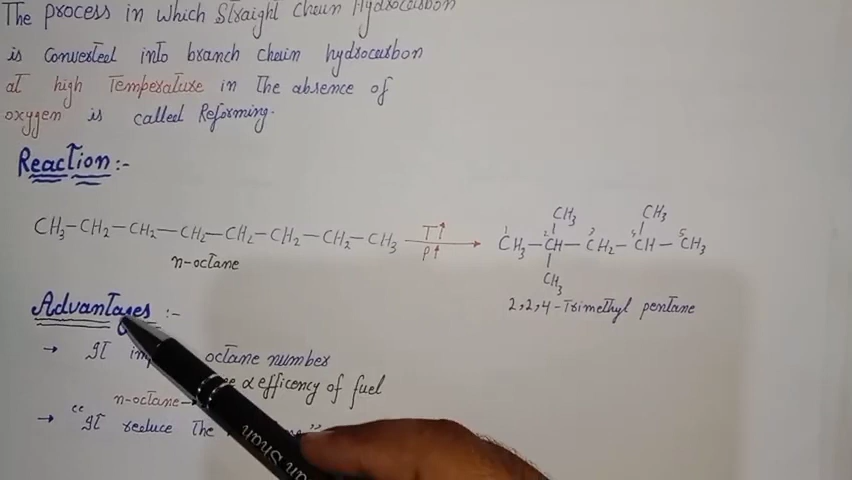 The process in which Straight Chain Hydrocarbon
is converted into branch chain hydrocarbon
at high Temperature in the absence of
oxygen is called Reforming.
Reaction:-
CH₃-CH₂-CH₂-CH₂-CH₂-CH₂-CH₂-CH₃
n-octane
T↑
P↑
CH₃ CH₃
1 2 3 4 5
CH₃-CH-CH₂-CH-CH₃
CH₃
2,2,4-Trimethyl pentane
Advantages :-
→ It octane number
α efficency of fuel
n-octane→
→ "It reduce the "